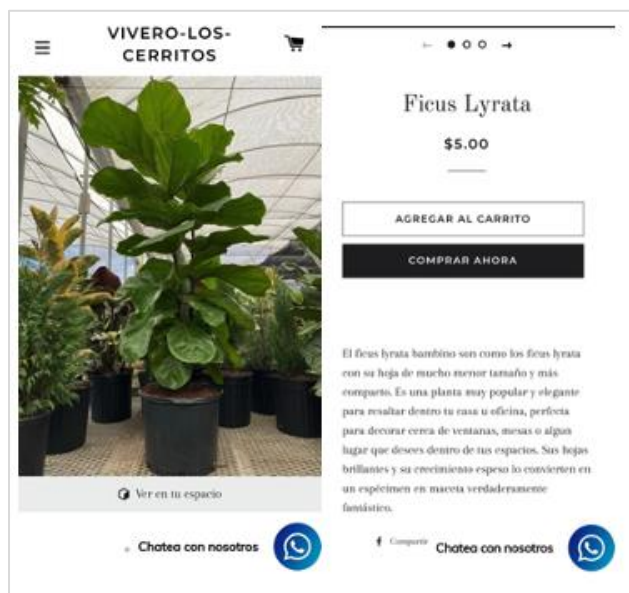 VIVERO-LOS-
CERRITOS
Ver en tu espacio
Chatea con nosotros
Ficus Lyrata
$5.00
AGREGAR AL CARRITO
COMPRAR AHORA
El ficus lyrata bambino son como los ficus lyrata
con su hoja de mucho menor tamaño y más
compacto. Es una planta muy popular y elegante
para resaltar dentro tu casa u oficina, perfecta
para decorar cerca de ventanas, mesas o algun
lugar que desees dentro de tus espacios. Sus hojas
brillantes y su crecimiento espeso lo convierten en
un espécimen en maceta verdaderamente
fantástico.
Compartir
Chatea con nosotros